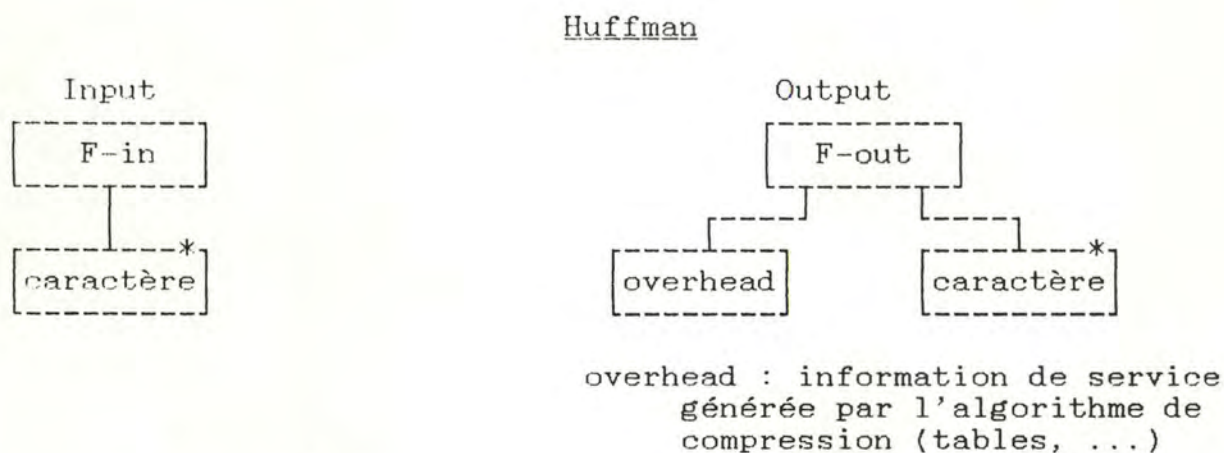 Huffman
Input
Output
F-in
F-out
*
*
caractère
overhead
caractère
overhead : information de service
générée par l'algorithme de
compression (tables, ...)